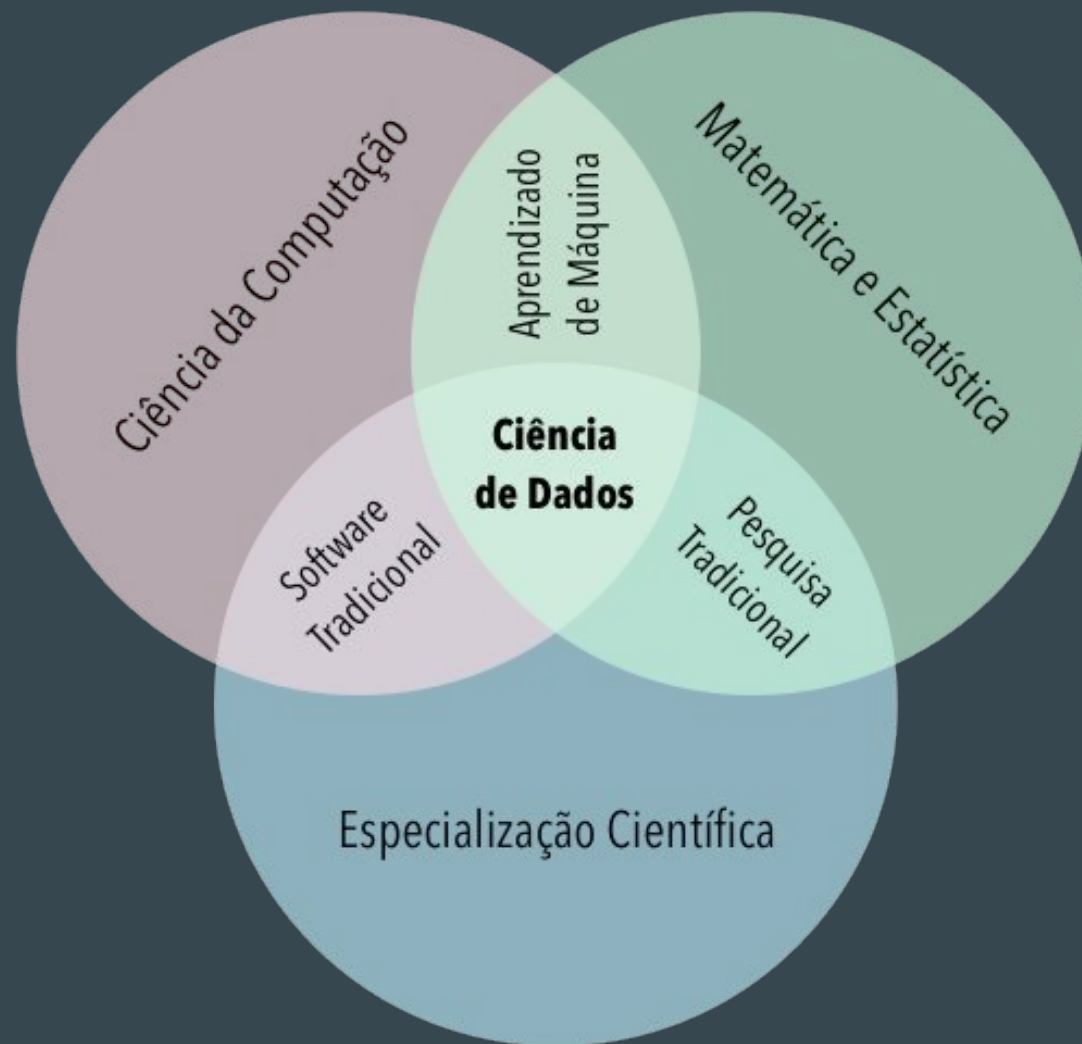 Ciência da Computação
Matemática e Estatística
Aprendizado
de Máquina
Ciência
de Dados
Software
Tradicional
Pesquisa
Tradicional
Especialização Científica